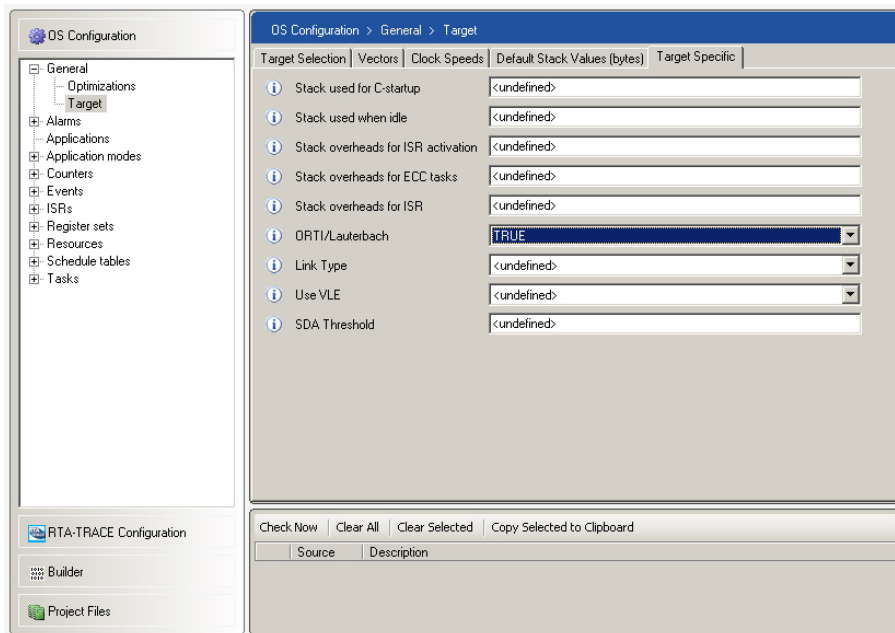 OS Configuration
General
Optimizations
Target
Alarms
Applications
Application modes
Counters
Events
ISRs
Register sets
Resources
Schedule tables
Tasks
RTA-TRACE Configuration
Builder
Project Files
OS Configuration > General > Target
Target Selection Vectors Clock Speeds Default Stack Values (bytes) Target Specific
Stack used for C-startup <undefined>
Stack used when idle <undefined>
Stack overheads for ISR activation <undefined>
Stack overheads for ECC tasks <undefined>
Stack overheads for ISR <undefined>
ORTI/Lauterbach TRUE
Link Type <undefined>
Use VLE <undefined>
SDA Threshold <undefined>
Check Now Clear All Clear Selected Copy Selected to Clipboard
Source Description